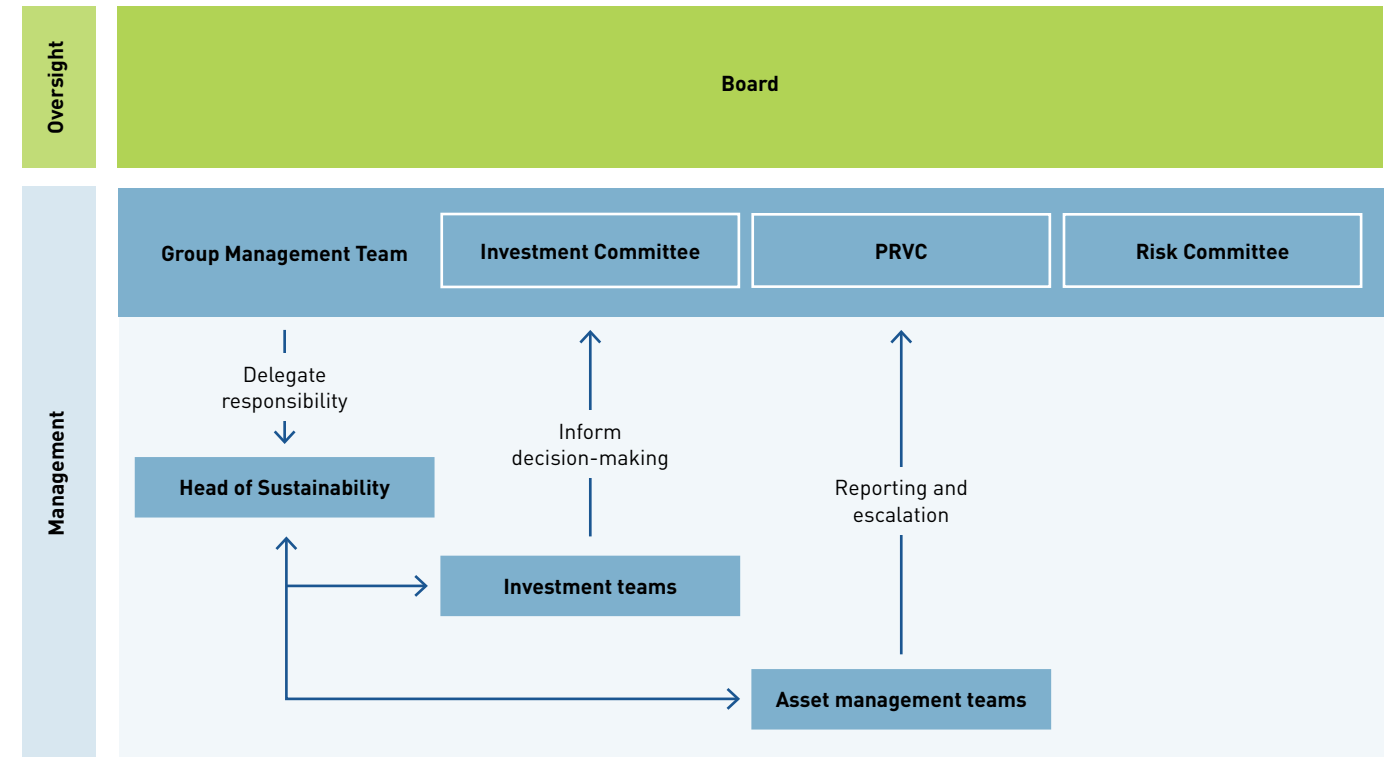 Oversight
Board
Management
Group Management Team
Investment Committee
PRVC
Risk Committee
Delegate
responsibility
Head of Sustainability
Inform
decision-making
Investment teams
Reporting and
escalation
Asset management teams